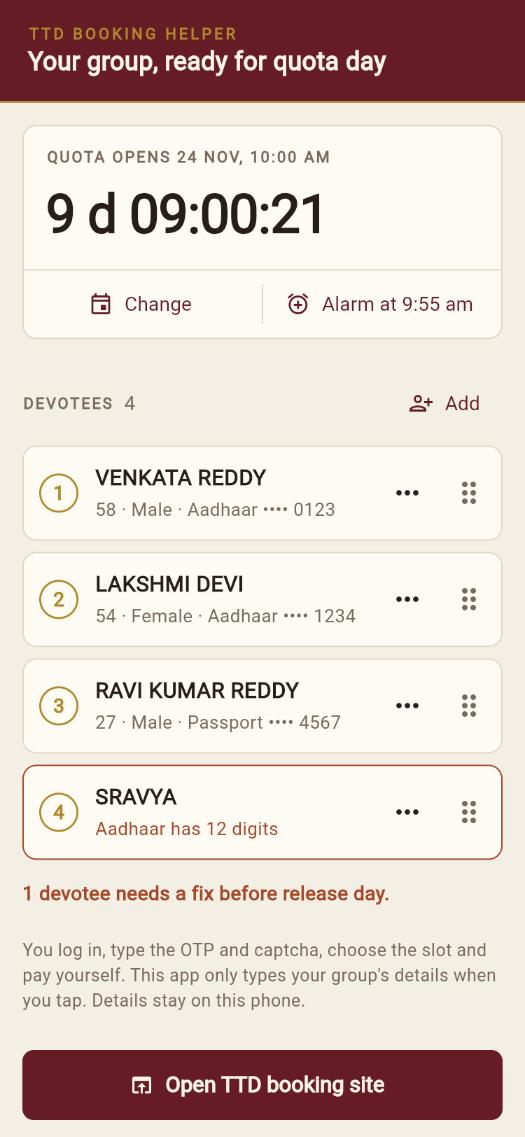 TTD BOOKING HELPER
Your group, ready for quota day
QUOTA OPENS 24 NOV, 10:00 AM
9 d 09:00:21
Change
Alarm at 9:55 am
DEVOTEES 4
Add
1
VENKATA REDDY
58 · Male · Aadhaar •••• 0123
2
LAKSHMI DEVI
54 · Female · Aadhaar •••• 1234
3
RAVI KUMAR REDDY
27 · Male · Passport •••• 4567
4
SRAVYA
Aadhaar has 12 digits
1 devotee needs a fix before release day.
You log in, type the OTP and captcha, choose the slot and
pay yourself. This app only types your group's details when
you tap. Details stay on this phone.
Open TTD booking site